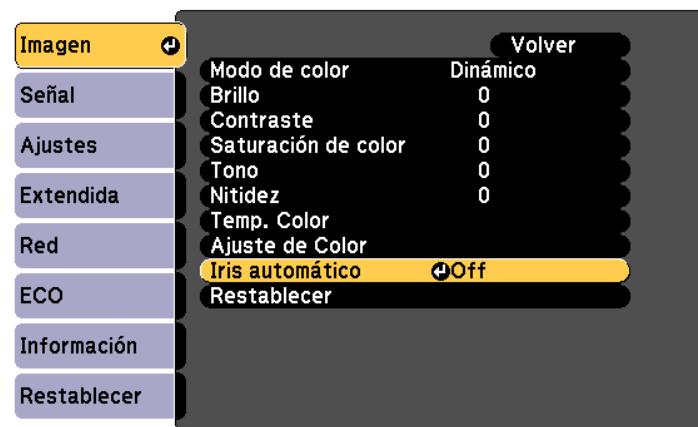 Imagen
Señal
Ajustes
Extendida
Red
ECO
Información
Restablecer
Volver
Modo de color Dinámico
Brillo 0
Contraste 0
Saturación de color 0
Tono 0
Nitidez 0
Temp. Color
Ajuste de Color
Iris automático Off
Restablecer